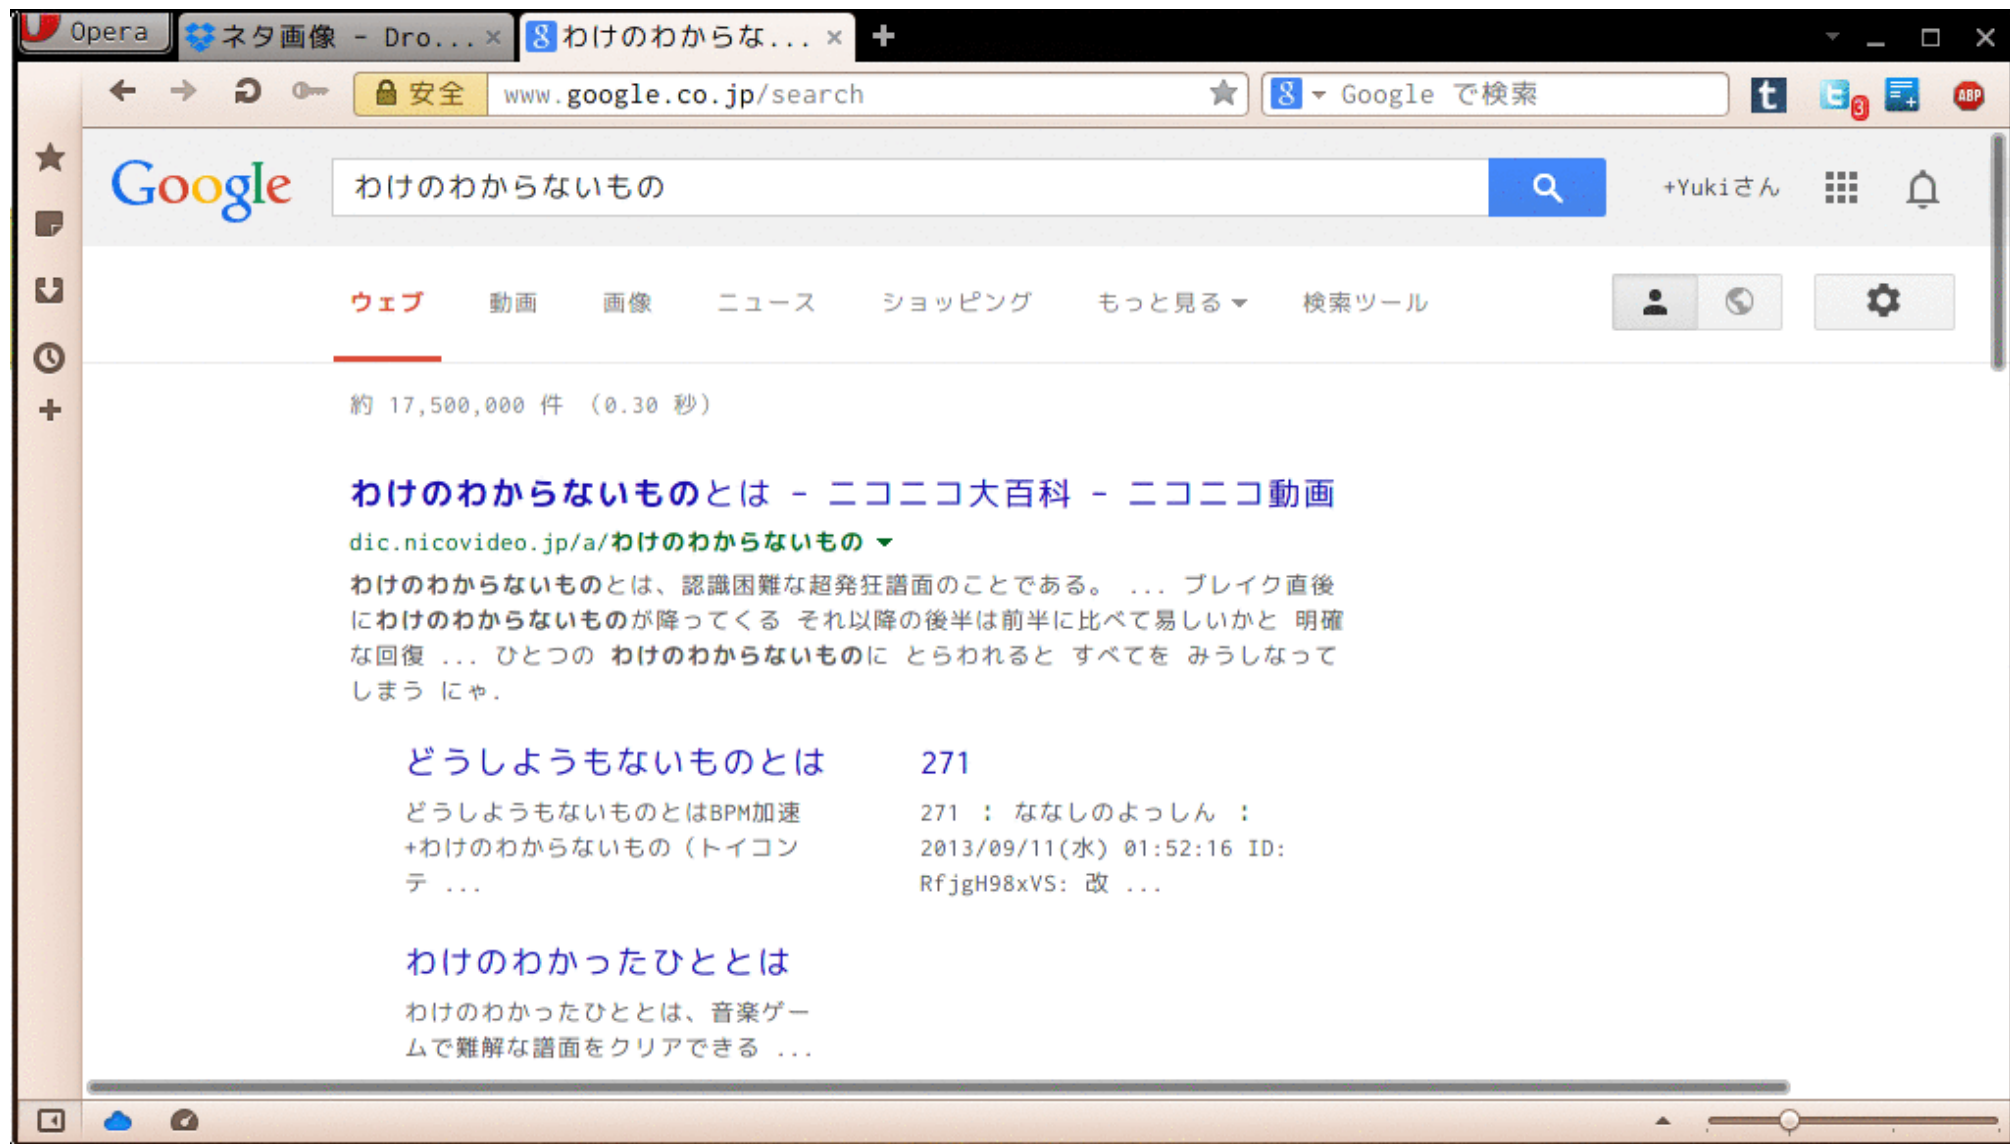 Opera
ネタ画像 - Dro...
わけのわからな...
安全
www.google.co.jp/search
Google で検索
3
ABP
Google
わけのわからないもの
+Yukiさん
ウェブ 動画 画像 ニュース ショッピング もっと見る 検索ツール
約 17,500,000 件 （0.30 秒）
わけのわからないものとは - ニコニコ大百科 - ニコニコ動画
dic.nicovideo.jp/a/わけのわからないもの
わけのわからないものとは、認識困難な超発狂譜面のことである。 ... ブレイク直後
にわけのわからないものが降ってくる それ以降の後半は前半に比べて易しいかと 明確
な回復 ... ひとつの わけのわからないものに とらわれると すべてを みうしなって
しまう にゃ.
どうしようもないものとは
どうしようもないものとはBPM加速
+わけのわからないもの（トイコン
テ ...
271
271 : ななしのよっしん :
2013/09/11(水) 01:52:16 ID:
RfjgH98xVS: 改 ...
わけのわかったひととは
わけのわかったひととは、音楽ゲー
ムで難解な譜面をクリアできる ...